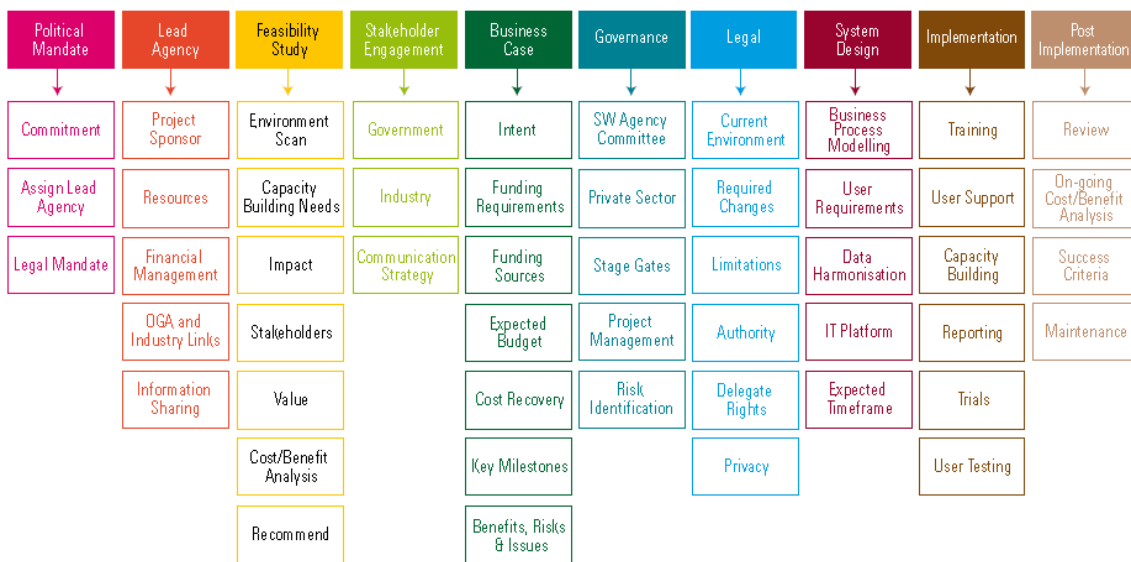 Political
Mandate
Lead
Agency
Feasibility
Study
Stakeholder
Engagement
Business
Case
Governance
Legal
System
Design
Implementation
Post
Implementation
Commitment
Assign Lead
Agency
Legal Mandate
Project
Sponsor
Resources
Financial
Management
OGA and
Industry Links
Information
Sharing
Environment
Scan
Capacity
Building Needs
Impact
Stakeholders
Value
Cost/Benefit
Analysis
Recommend
Government
Industry
Communication
Strategy
Intent
Funding
Requirements
Funding
Sources
Expected
Budget
Cost Recovery
Key Milestones
Benefits, Risks
& Issues
SW Agency
Committee
Private Sector
Stage Gates
Project
Management
Risk
Identification
Current
Environment
Required
Changes
Limitations
Authority
Delegate
Rights
Privacy
Business
Process
Modelling
User
Requirements
Data
Harmonisation
IT Platform
Expected
Timeframe
Training
User Support
Capacity
Building
Reporting
Trials
User Testing
Review
On-going
Cost/Benefit
Analysis
Success
Criteria
Maintenance